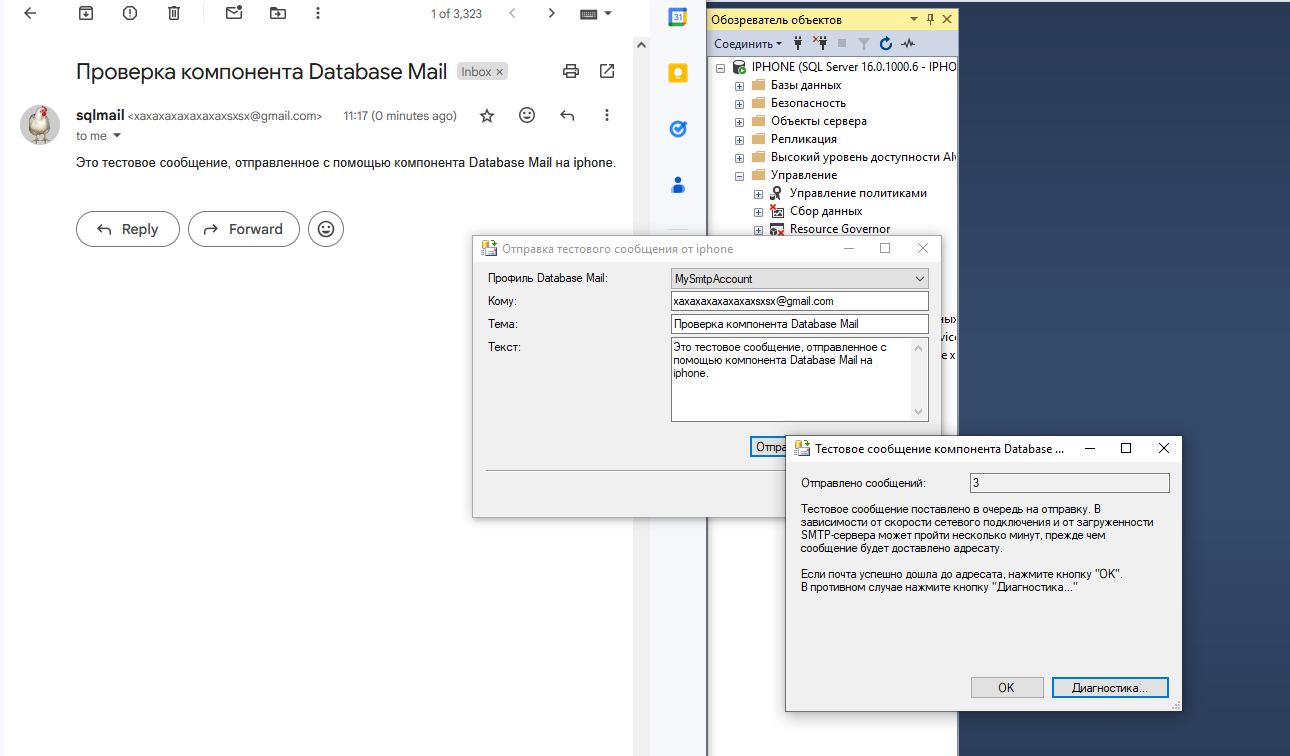 1 of 3,323
Проверка компонента Database Mail
Inbox ×
sqlmail <xaxaxaxaxaxaxaxsxsx@gmail.com>
11:17 (0 minutes ago)
to me
Это тестовое сообщение, отправленное с помощью компонента Database Mail на iphone.
Reply
Forward
31
Обозреватель объектов
Соединить
IPHONE (SQL Server 16.0.1000.6 - IPHO
Базы данных
Безопасность
Объекты сервера
Репликация
Высокий уровень доступности
Управление
Управление политиками
Сбор данных
Resource Governor
Отправка тестового сообщения от iphone
Профиль Database Mail:
MySmtpAccount
Кому:
xaxaxaxaxaxaxaxsxsx@gmail.com
Тема:
Проверка компонента Database Mail
Текст:
Это тестовое сообщение, отправленное с
помощью компонента Database Mail на
iphone.
Отпра
Тестовое сообщение компонента Database ...
Отправлено сообщений:
3
Тестовое сообщение поставлено в очередь на отправку. В
зависимости от скорости сетевого подключения и от загруженности
SMTP-сервера может пройти несколько минут, прежде чем
сообщение будет доставлено адресату.
Если почта успешно дошла до адресата, нажмите кнопку "ОК".
В противном случае нажмите кнопку "Диагностика..."
ОК
Диагностика...